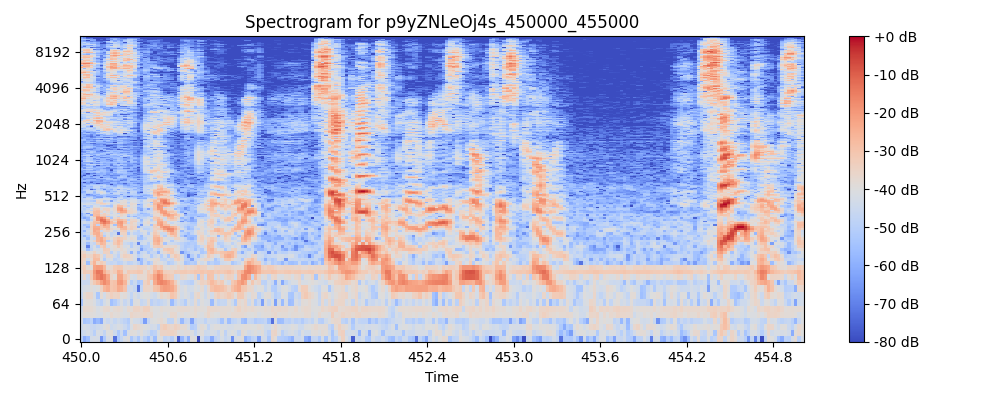 Spectrogram for p9yZNLeOj4s_450000_455000
8192
4096
2048
1024
512
256
128
64
0
Hz
450.0 450.6 451.2 451.8 452.4 453.0 453.6 454.2 454.8
Time
+0 dB
-10 dB
-20 dB
-30 dB
-40 dB
-50 dB
-60 dB
-70 dB
-80 dB